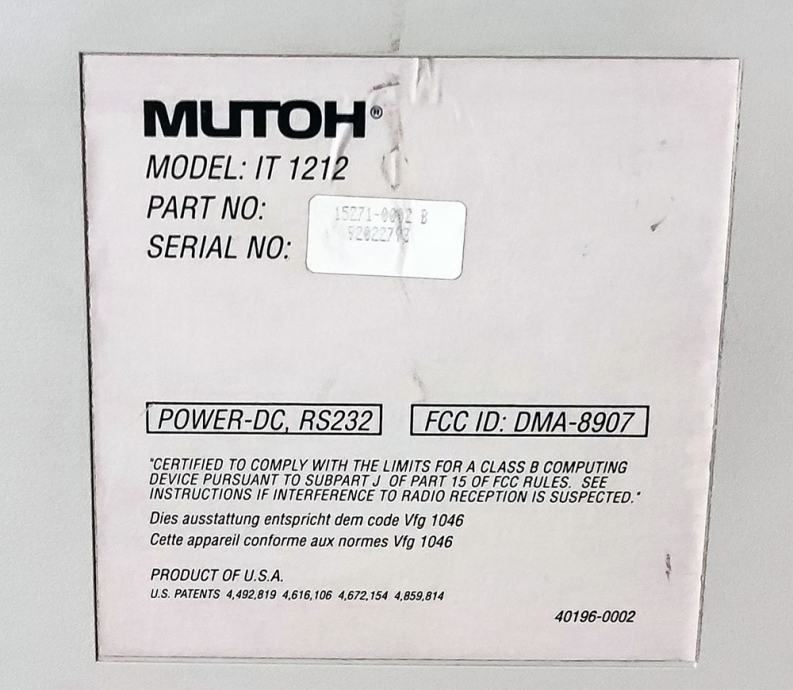 MUTOH®
MODEL: IT 1212
PART NO: 15271-0002 B
SERIAL NO:
POWER-DC, RS232
FCC ID: DMA-8907
"CERTIFIED TO COMPLY WITH THE LIMITS FOR A CLASS B COMPUTING
DEVICE PURSUANT TO SUBPART J OF PART 15 OF FCC RULES. SEE
INSTRUCTIONS IF INTERFERENCE TO RADIO RECEPTION IS SUSPECTED."
Dies ausstattung entspricht dem code Vfg 1046
Cette appareil conforme aux normes Vfg 1046
PRODUCT OF U.S.A.
U.S. PATENTS 4,492,819 4,616,106 4,672,154 4,859,814
40196-0002